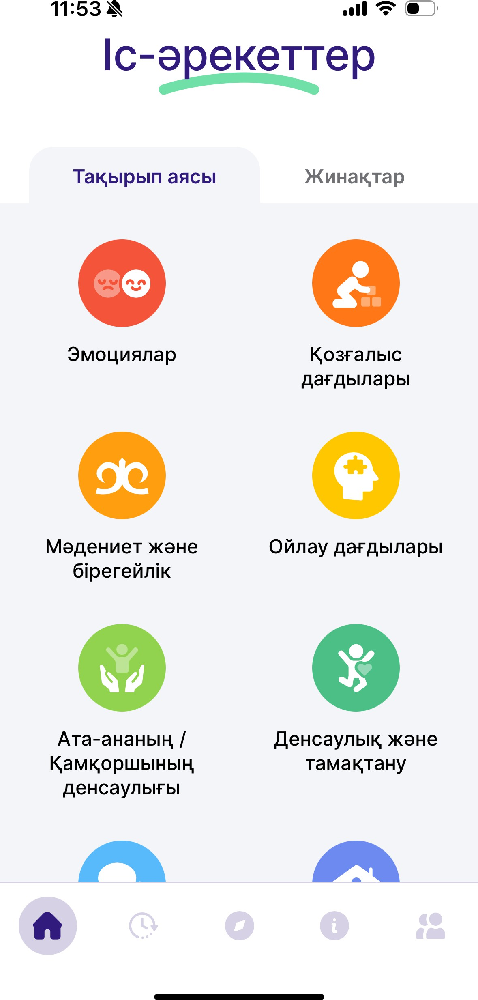 11:53
Іс-әрекеттер
Тақырып аясы
Жинақтар
Эмоциялар
Қозғалыс
дағдылары
Мәдениет және
бірегейлік
Ойлау дағдылары
Ата-ананың /
Қамқоршының
денсаулығы
Денсаулық және
тамақтану